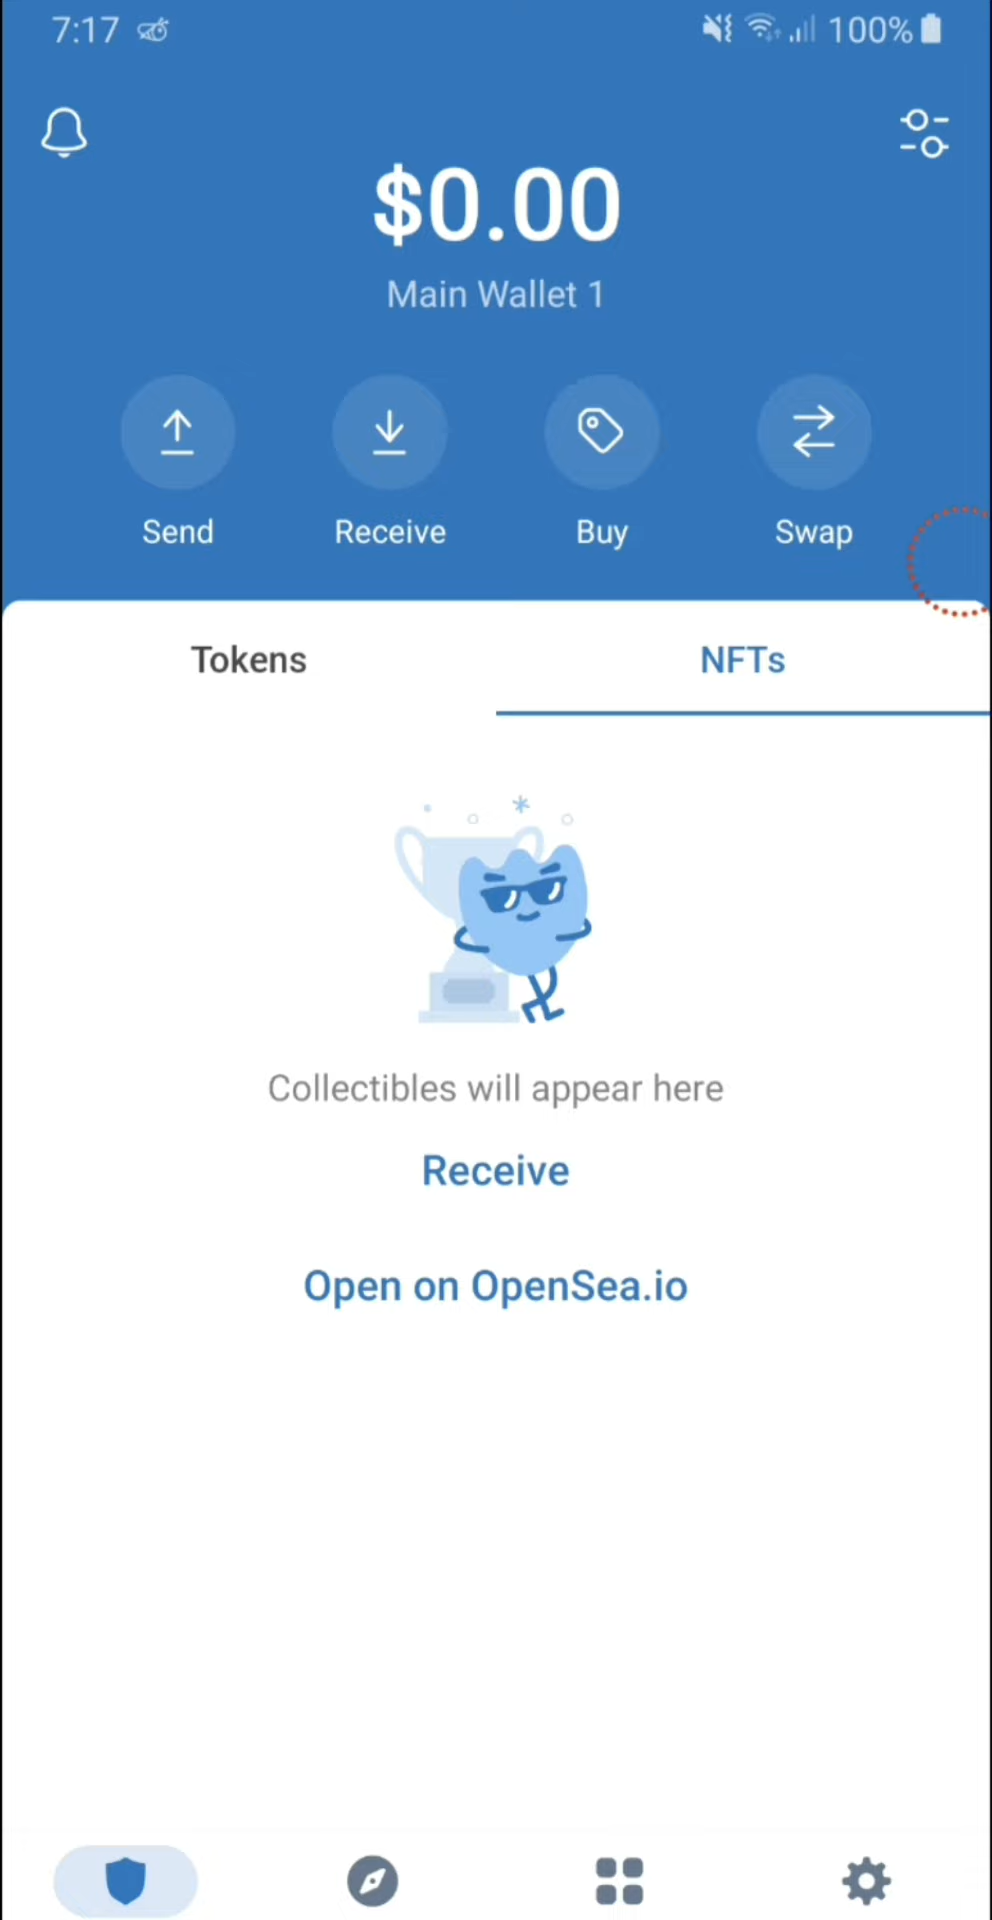 7:17 100%
$0.00
Main Wallet 1
Send Receive Buy Swap
Tokens NFTs
Collectibles will appear here
Receive
Open on OpenSea.io